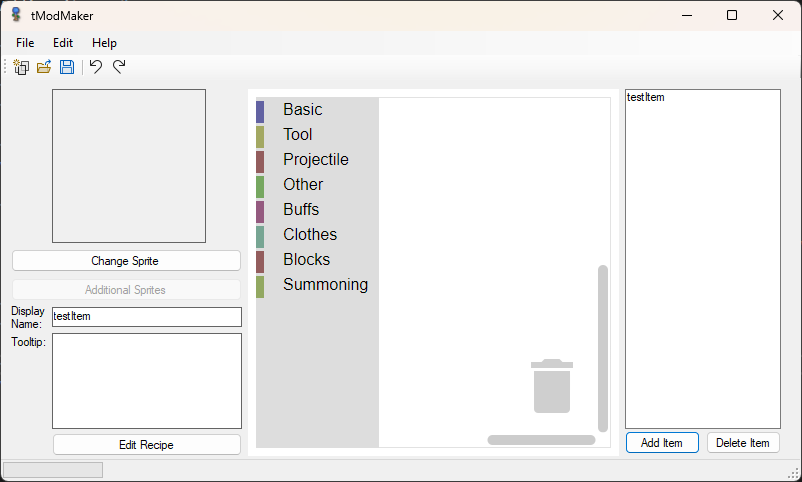 tModMaker
File Edit Help
Change Sprite
Additional Sprites
Display
Name:
testItem
Tooltip:
Edit Recipe
Basic
Tool
Projectile
Other
Buffs
Clothes
Blocks
Summoning
testItem
Add Item
Delete Item